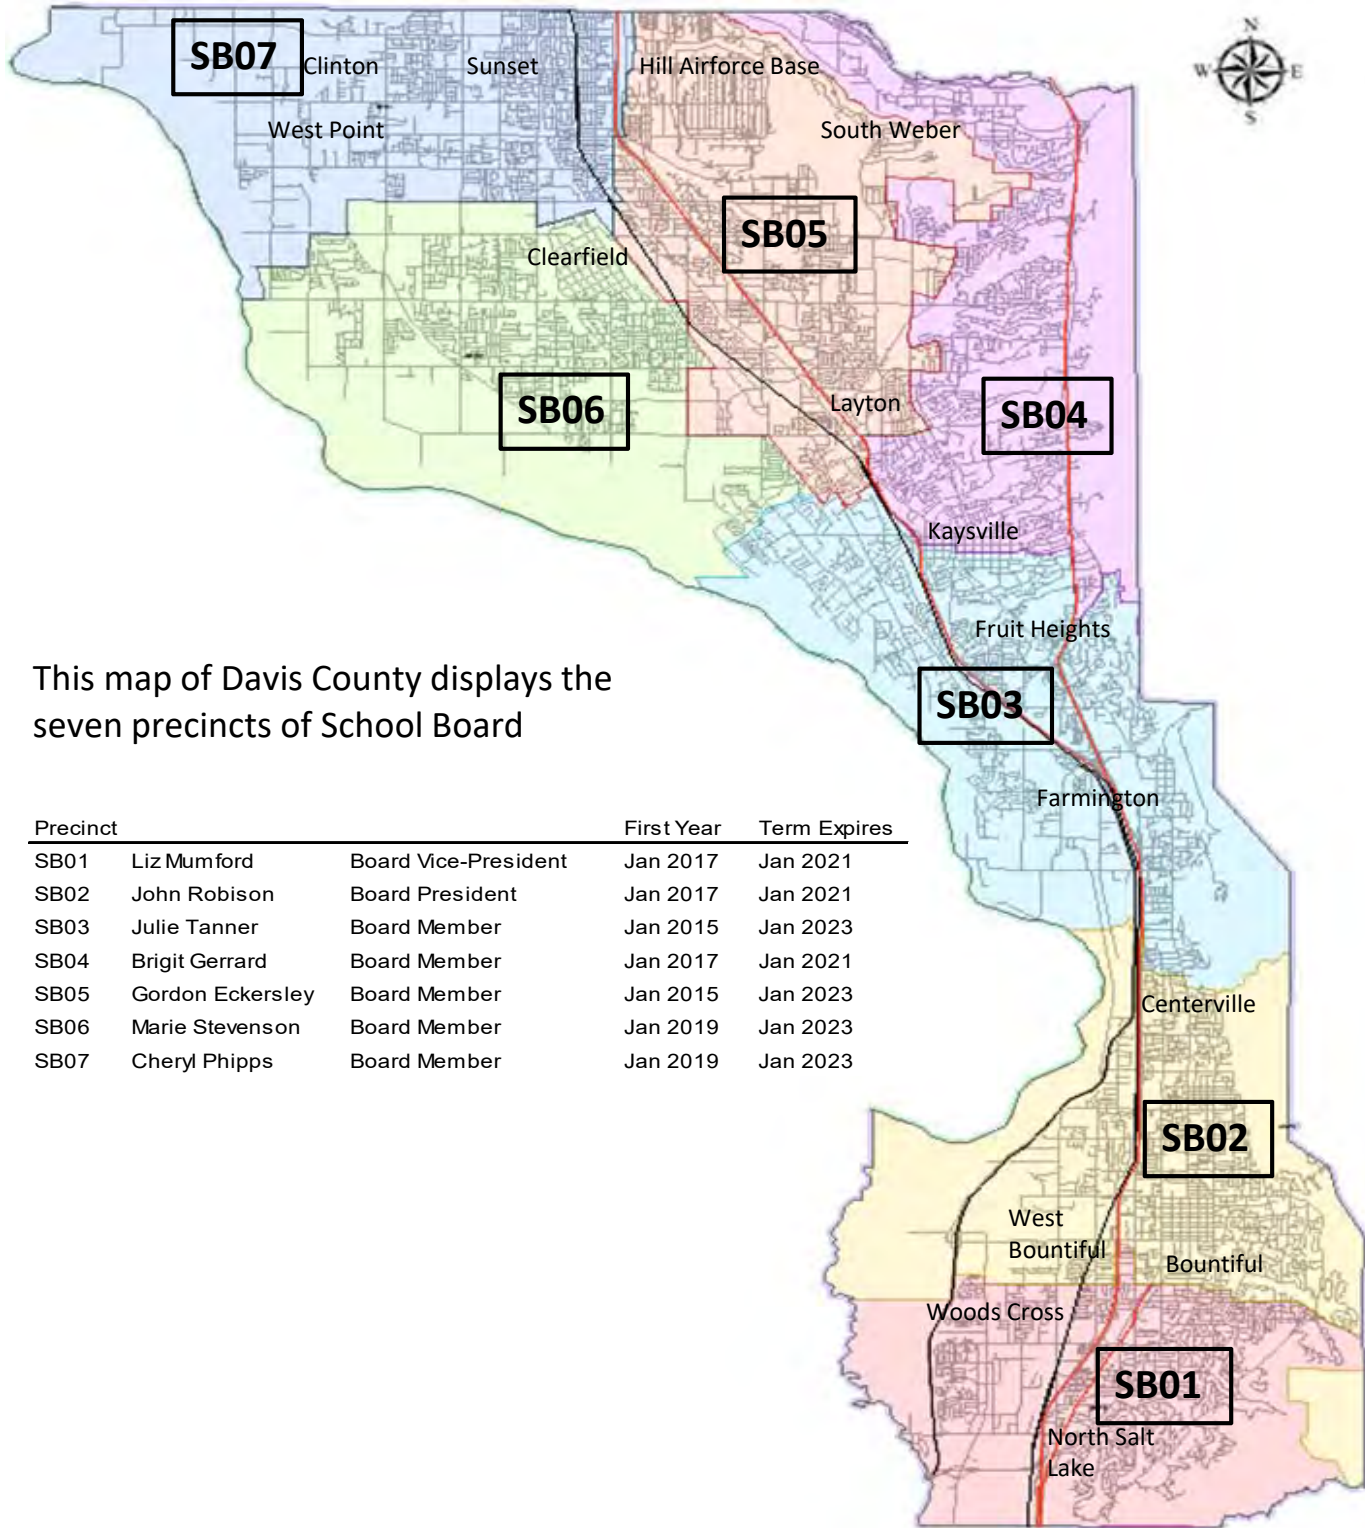 N
W E
S
SB07
Clinton
Sunset
Hill Airforce Base
West Point
South Weber
SB05
Clearfield
SB06
Layton
SB04
Kaysville
Fruit Heights
SB03
This map of Davis County displays the
seven precincts of School Board
Farmington
Precinct First Year Term Expires
SB01 Liz Mumford Board Vice-President Jan 2017 Jan 2021
SB02 John Robison Board President Jan 2017 Jan 2021
SB03 Julie Tanner Board Member Jan 2015 Jan 2023
SB04 Brigit Gerrard Board Member Jan 2017 Jan 2021
SB05 Gordon Eckersley Board Member Jan 2015 Jan 2023
SB06 Marie Stevenson Board Member Jan 2019 Jan 2023
SB07 Cheryl Phipps Board Member Jan 2019 Jan 2023
Centerville
SB02
West
Bountiful
Bountiful
Woods Cross
SB01
North Salt
Lake